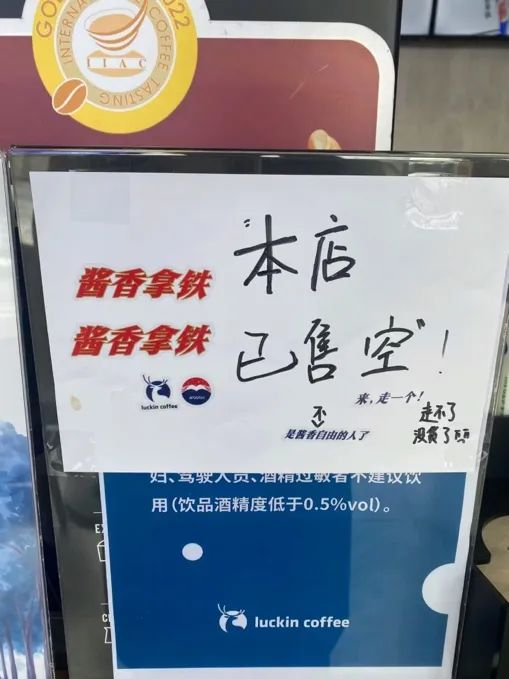 GO
2022
INTERNA
COFFEE TASTING
IIAC
酱香拿铁
酱香拿铁
luckin coffee
"本店
已售空"!
来,走一个!
走不了
没货了
否
是酱香自由的人了
妇、驾驶人员、酒精过敏者不建议饮
用(饮品酒精度低于0.5%vol)。
luckin coffee